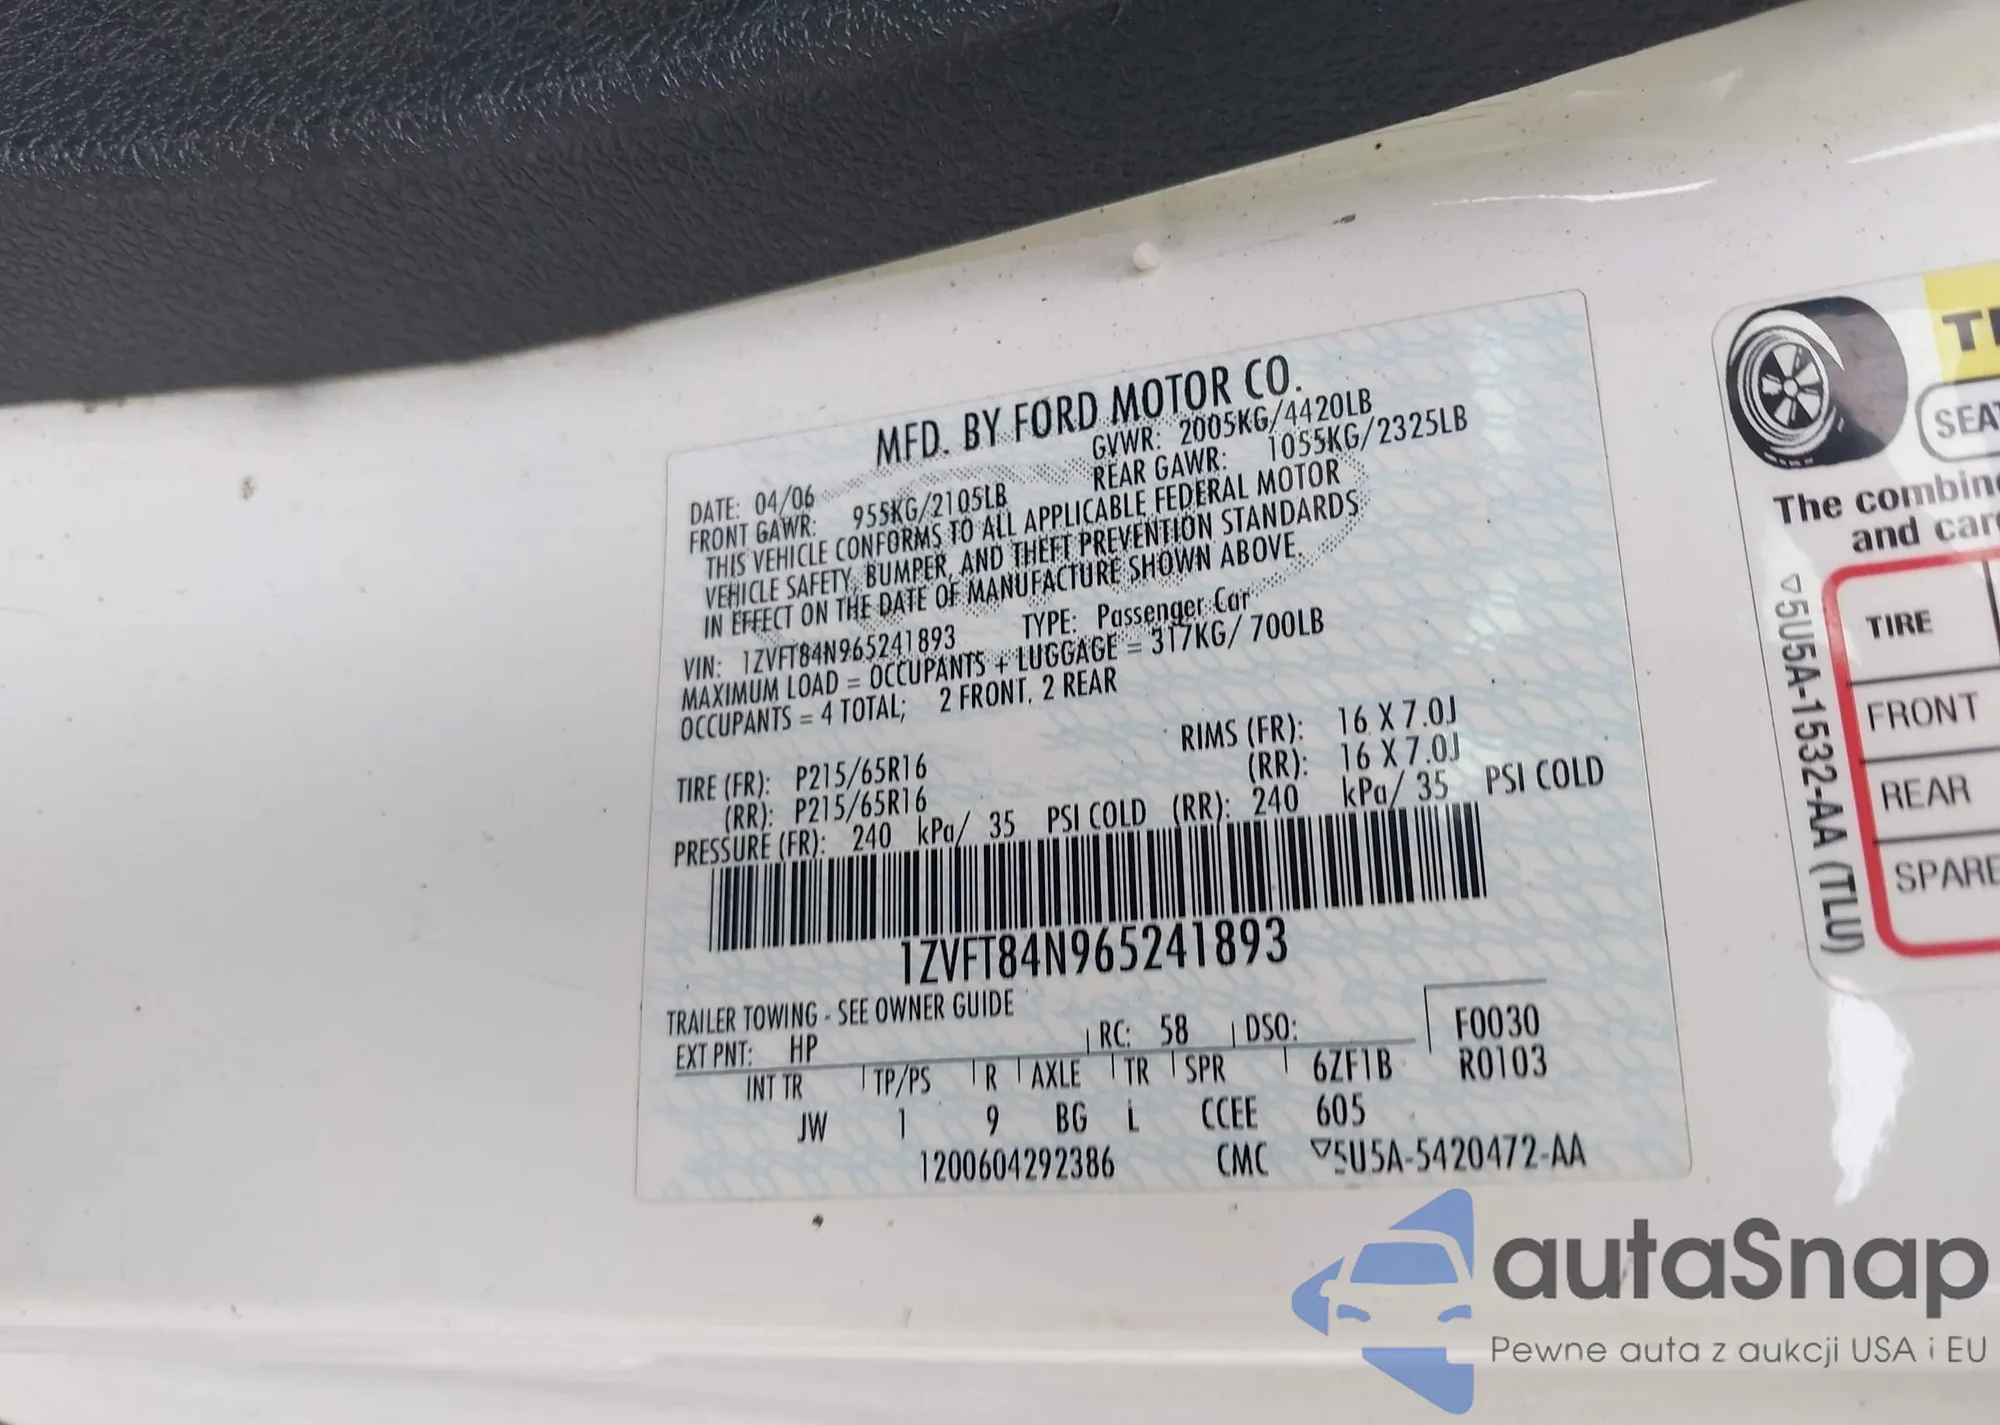 MFD. BY FORD MOTOR CO.
DATE: 04/06 GVWR: 2005KG/4420LB
FRONT GAWR: 955KG/2105LB REAR GAWR: 1055KG/2325LB
THIS VEHICLE CONFORMS TO ALL APPLICABLE FEDERAL MOTOR
VEHICLE SAFETY, BUMPER, AND THEFT PREVENTION STANDARDS
IN EFFECT ON THE DATE OF MANUFACTURE SHOWN ABOVE.
VIN: 1ZVFT84N965241893 TYPE: Passenger Car
MAXIMUM LOAD = OCCUPANTS + LUGGAGE = 317KG/ 700LB
OCCUPANTS = 4 TOTAL; 2 FRONT, 2 REAR
TIRE (FR): P215/65R16 RIMS (FR): 16 X 7.0J
(RR): P215/65R16 (RR): 16 X 7.0J
PRESSURE (FR): 240 kPa/ 35 PSI COLD (RR): 240 kPa/ 35 PSI COLD
1ZVFT84N965241893
TRAILER TOWING - SEE OWNER GUIDE
EXT PNT: HP RC: 58 DSO: F0030
INT TR TP/PS R AXLE TR SPR 6ZF1B R0103
JW 1 9 BG L CCEE 605
1200604292386 CMC ▽5U5A-5420472-AA
SEAT
The combine
and car
TIRE
FRONT
REAR
SPARE
▽5U5A-1532-AA (TLU)
autaSnap
Pewne auta z aukcji USA i EU